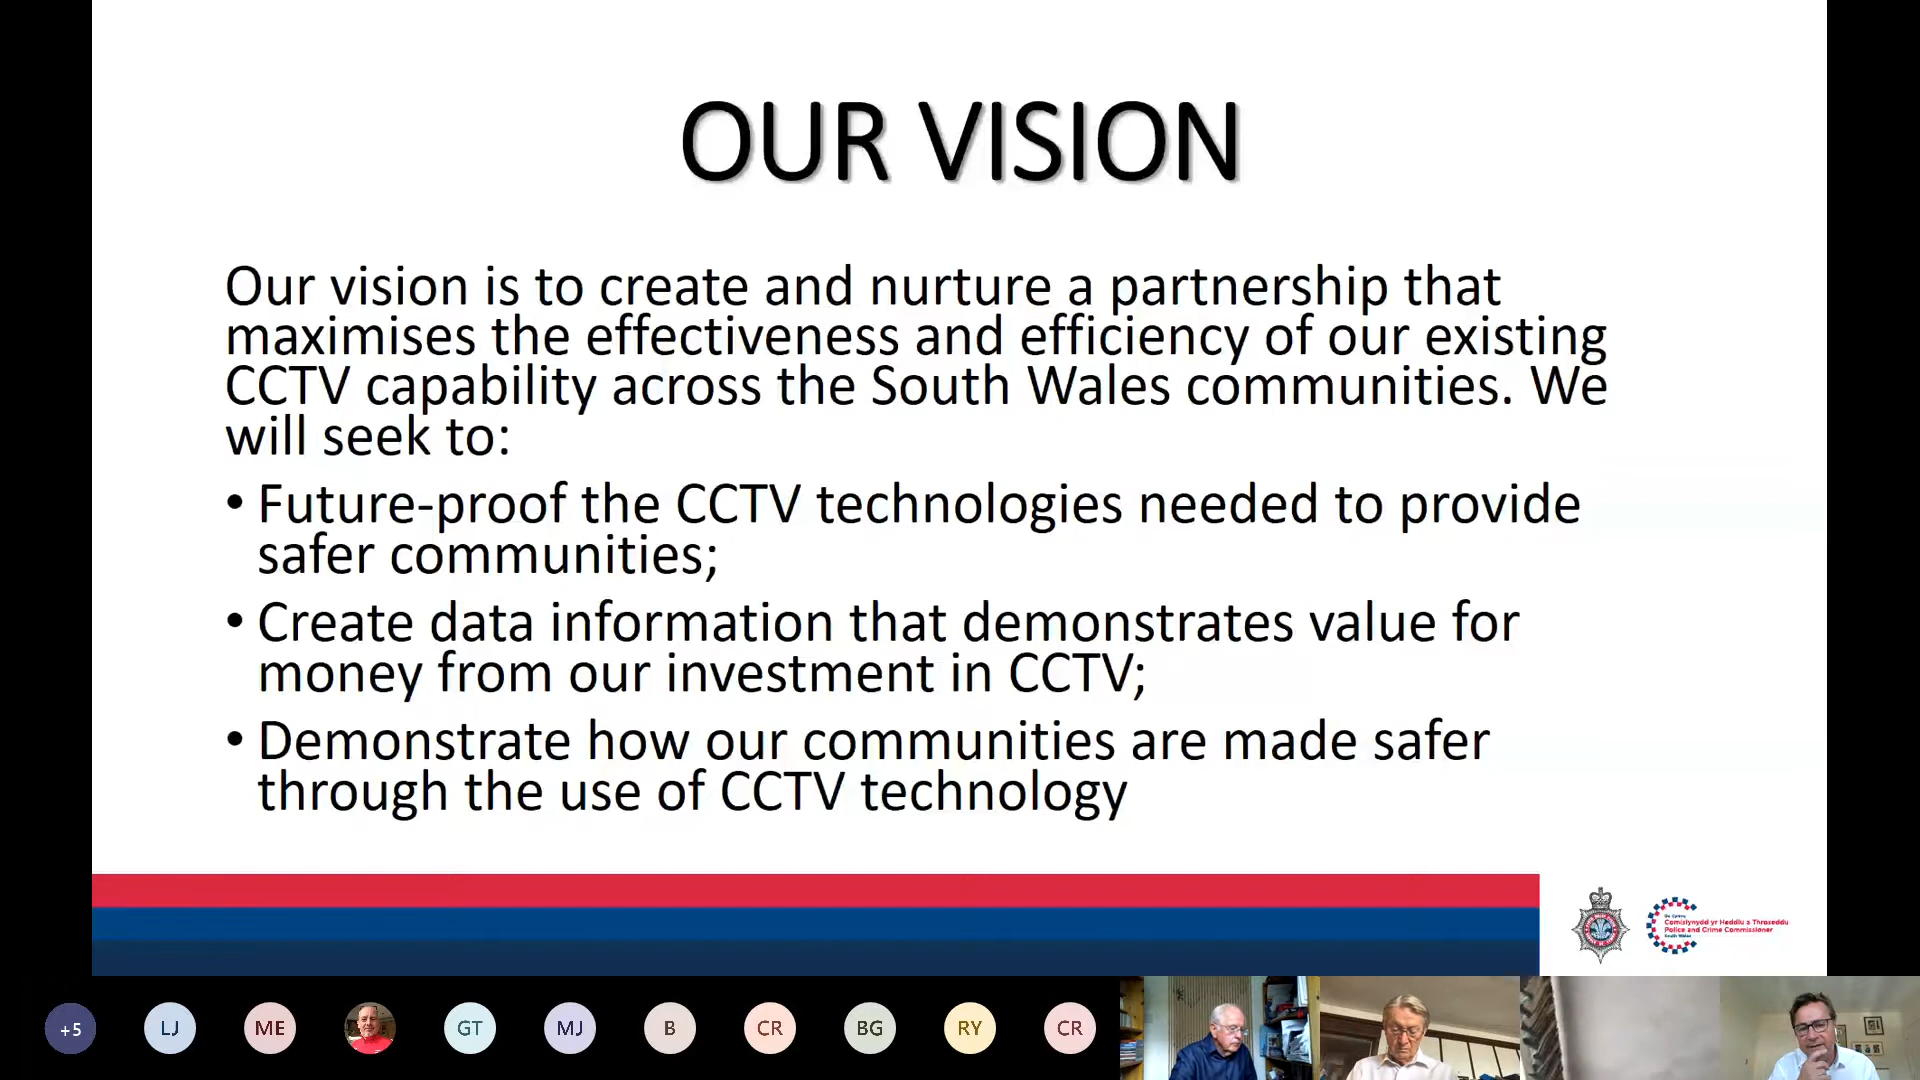 OUR VISION
Our vision is to create and nurture a partnership that
maximises the effectiveness and efficiency of our existing
CCTV capability across the South Wales communities. We
will seek to:
• Future-proof the CCTV technologies needed to provide
safer communities;
• Create data information that demonstrates value for
money from our investment in CCTV;
• Demonstrate how our communities are made safer
through the use of CCTV technology
De Cymru
Comisiynydd yr Heddlu a Throseddu
Police and Crime Commissioner
South Wales
+5
LJ
ME
GT
MJ
B
CR
BG
RY
CR